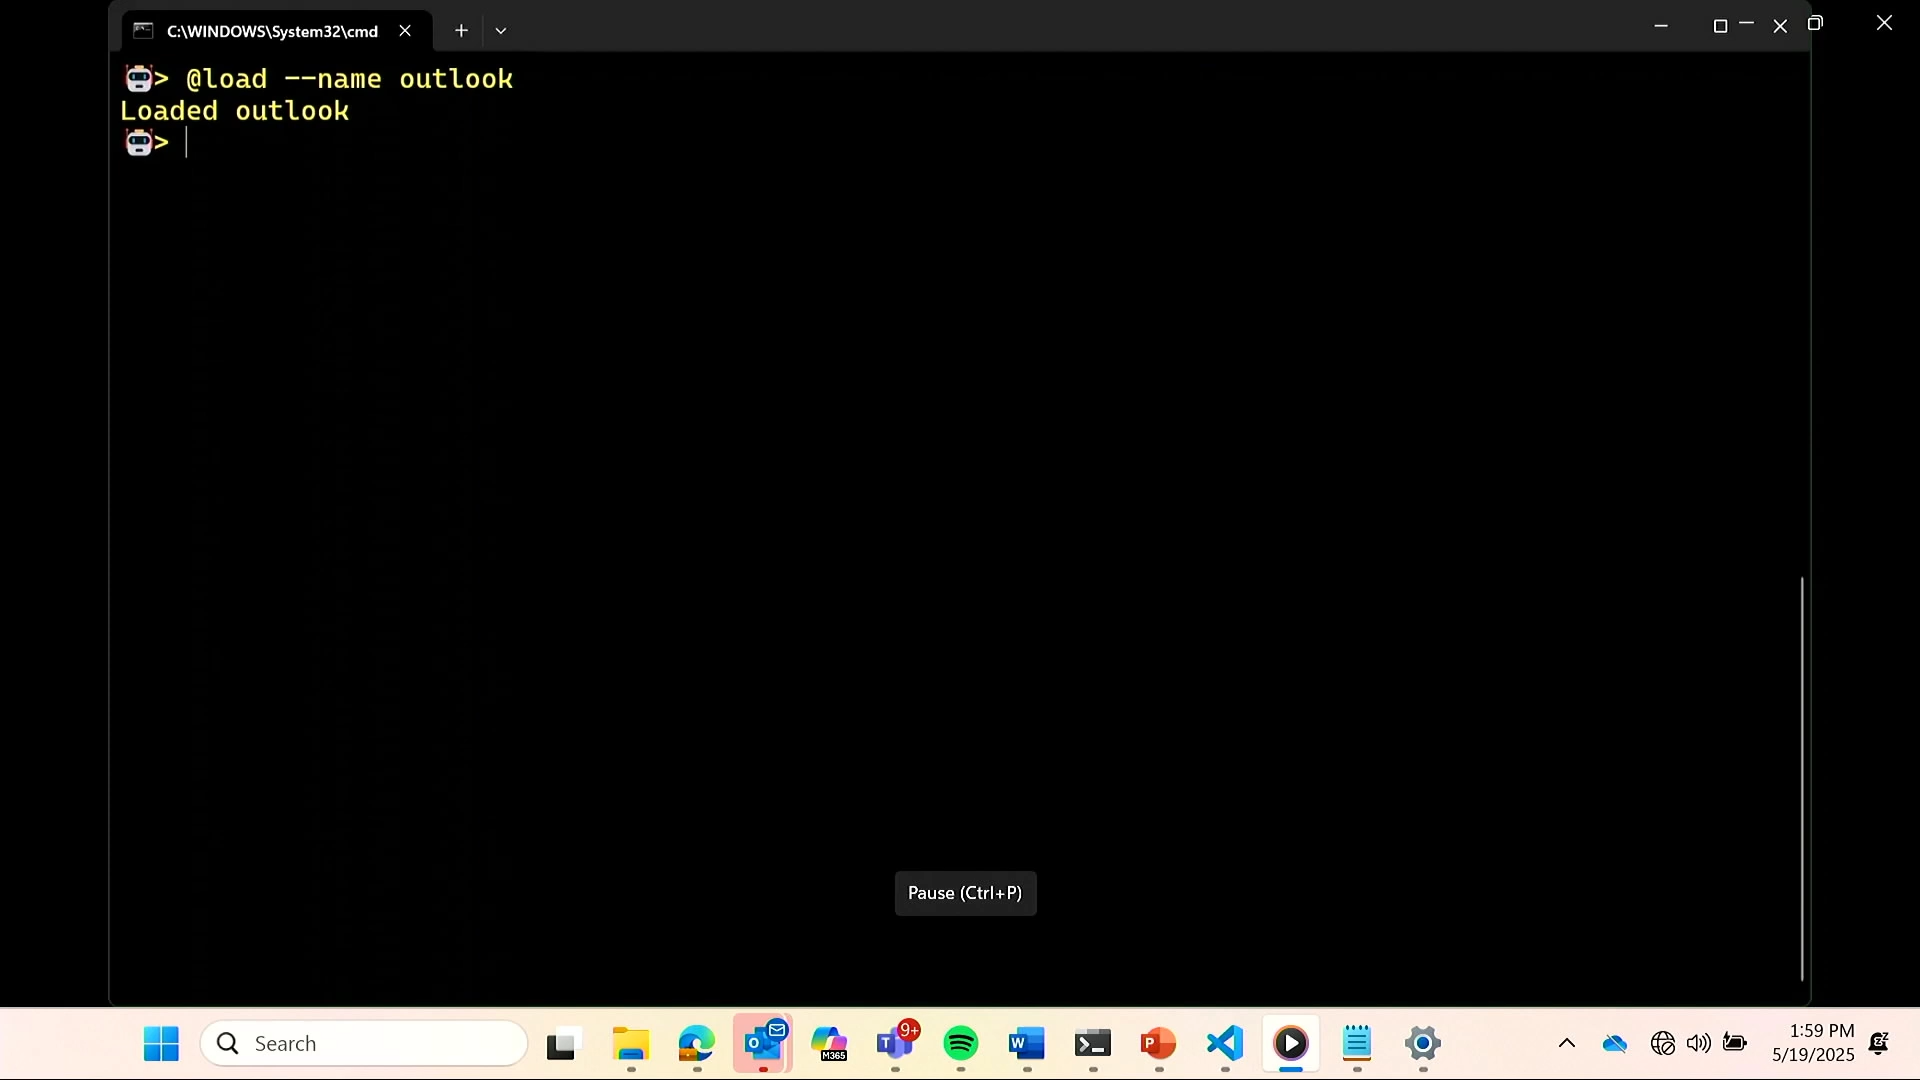 C:\WINDOWS\System32\cmd
> @load --name outlook
Loaded outlook
>
Pause (Ctrl+P)
Search
M365
9+
1:59 PM
5/19/2025